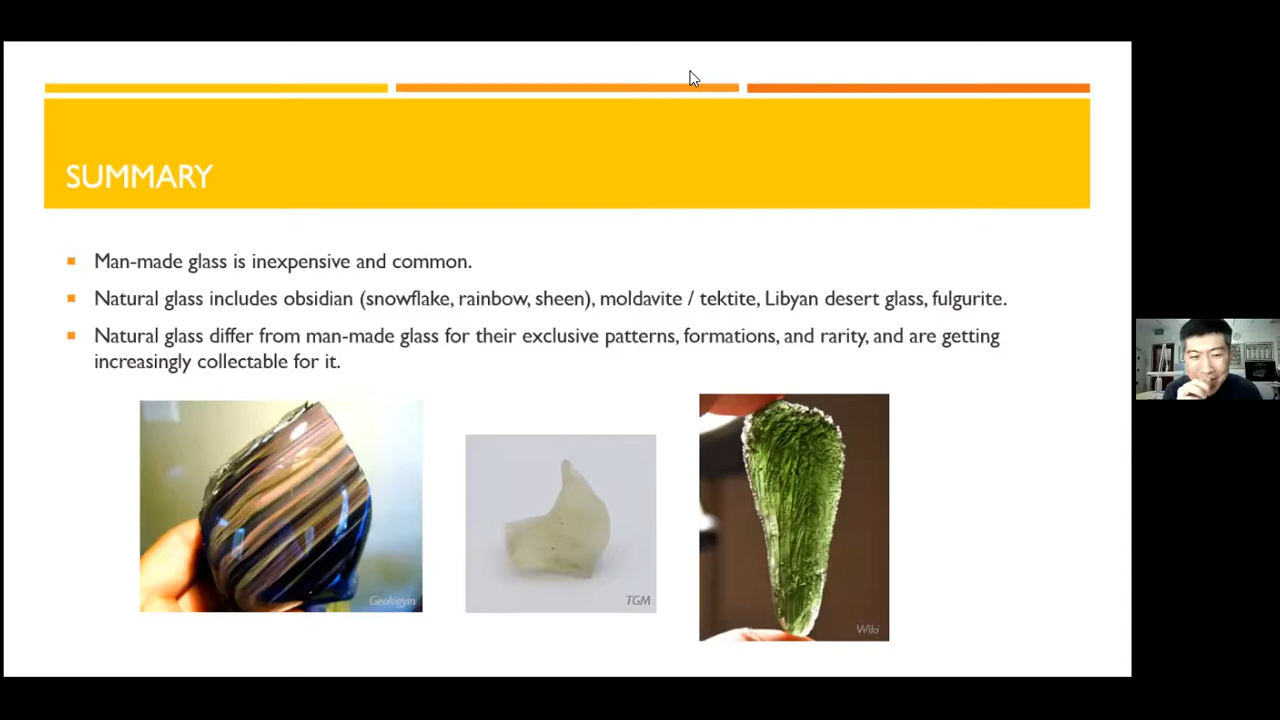 SUMMARY
Man-made glass is inexpensive and common.
Natural glass includes obsidian (snowflake, rainbow, sheen), moldavite / tektite, Libyan desert glass, fulgurite.
Natural glass differ from man-made glass for their exclusive patterns, formations, and rarity, and are getting
increasingly collectable for it.
Geologyin
TGM
Wiki